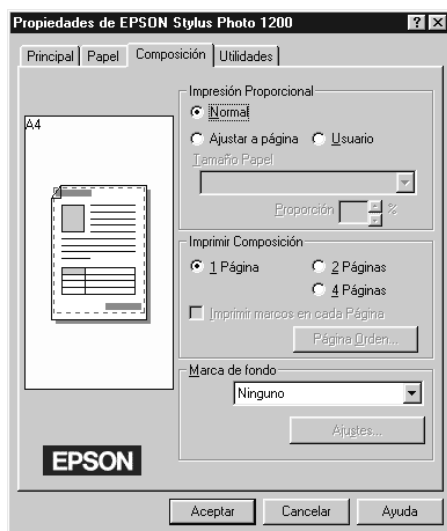 Propiedades de EPSON Stylus Photo 1200
Principal Papel Composición Utilidades
A4
Impresión Proporcional
Normal
Ajustar a página Usuario
Tamaño Papel
Proporción %
Imprimir Composición
1 Página 2 Páginas
4 Páginas
Imprimir marcos en cada Página
Página Orden...
Marca de fondo
Ninguno
Ajustes...
EPSON
Aceptar Cancelar Ayuda